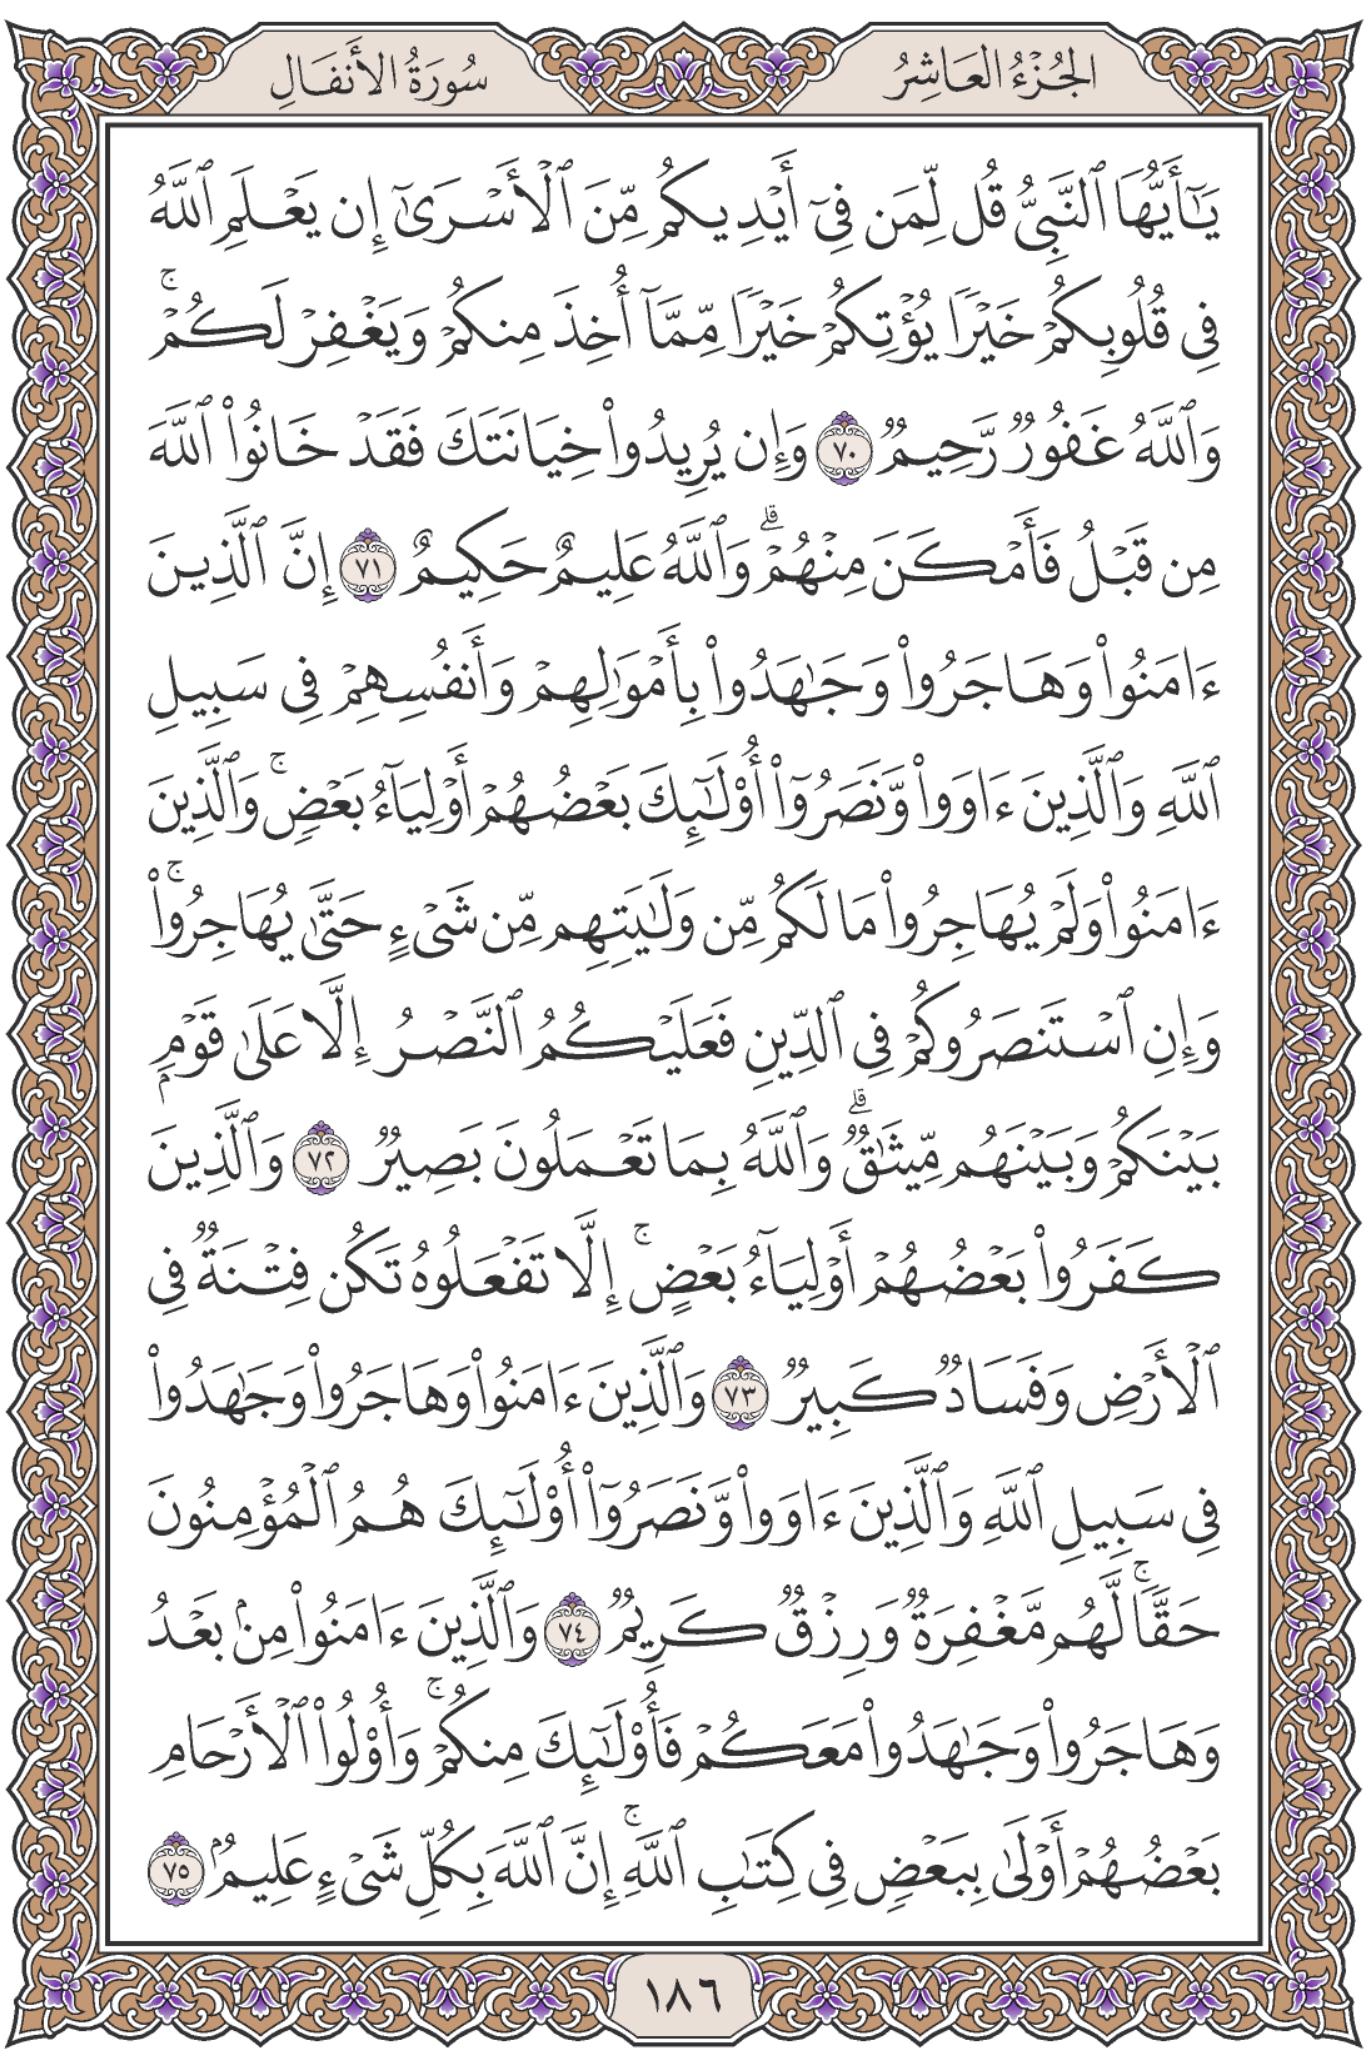 الجُزْءُ العَاشِرُ
سُورَةُ الأَنفَالِ
يَٰٓأَيُّهَا ٱلنَّبِىُّ قُل لِّمَن فِىٓ أَيْدِيكُم مِّنَ ٱلْأَسْرَىٰٓ إِن يَعْلَمِ ٱللَّهُ
فِى قُلُوبِكُمْ خَيْرًا يُؤْتِكُمْ خَيْرًا مِّمَّآ أُخِذَ مِنكُمْ وَيَغْفِرْ لَكُمْ ۚ
وَٱللَّهُ غَفُورٌ رَّحِيمٌ ٧٠ وَإِن يُرِيدُوا۟ خِيَانَتَكَ فَقَدْ خَانُوا۟ ٱللَّهَ
مِن قَبْلُ فَأَمْكَنَ مِنْهُمْ ۗ وَٱللَّهُ عَلِيمٌ حَكِيمٌ ٧١ إِنَّ ٱلَّذِينَ
ءَامَنُوا۟ وَهَاجَرُوا۟ وَجَٰهَدُوا۟ بِأَمْوَٰلِهِمْ وَأَنفُسِهِمْ فِى سَبِيلِ
ٱللَّهِ وَٱلَّذِينَ ءَاوَوا۟ وَّنَصَرُوٓا۟ أُو۟لَٰٓئِكَ بَعْضُهُمْ أَوْلِيَآءُ بَعْضٍ ۚ وَٱلَّذِينَ
ءَامَنُوا۟ وَلَمْ يُهَاجِرُوا۟ مَا لَكُم مِّن وَلَٰيَتِهِم مِّن شَىْءٍ حَتَّىٰ يُهَاجِرُوا۟ ۚ
وَإِنِ ٱسْتَنصَرُوكُمْ فِى ٱلدِّينِ فَعَلَيْكُمُ ٱلنَّصْرُ إِلَّا عَلَىٰ قَوْمٍۭ
بَيْنَكُمْ وَبَيْنَهُم مِّيثَٰقٌ ۗ وَٱللَّهُ بِمَا تَعْمَلُونَ بَصِيرٌ ٧٢ وَٱلَّذِينَ
كَفَرُوا۟ بَعْضُهُمْ أَوْلِيَآءُ بَعْضٍ ۚ إِلَّا تَفْعَلُوهُ تَكُن فِتْنَةٌ فِى
ٱلْأَرْضِ وَفَسَادٌ كَبِيرٌ ٧٣ وَٱلَّذِينَ ءَامَنُوا۟ وَهَاجَرُوا۟ وَجَٰهَدُوا۟
فِى سَبِيلِ ٱللَّهِ وَٱلَّذِينَ ءَاوَوا۟ وَّنَصَرُوٓا۟ أُو۟لَٰٓئِكَ هُمُ ٱلْمُؤْمِنُونَ
حَقًّا ۚ لَّهُم مَّغْفِرَةٌ وَرِزْقٌ كَرِيمٌ ٧٤ وَٱلَّذِينَ ءَامَنُوا۟ مِنۢ بَعْدُ
وَهَاجَرُوا۟ وَجَٰهَدُوا۟ مَعَكُمْ فَأُو۟لَٰٓئِكَ مِنكُمْ ۚ وَأُو۟لُوا۟ ٱلْأَرْحَامِ
بَعْضُهُمْ أَوْلَىٰ بِبَعْضٍ فِى كِتَٰبِ ٱللَّهِ ۚ إِنَّ ٱللَّهَ بِكُلِّ شَىْءٍ عَلِيمٌۢ ٧٥
١٨٦